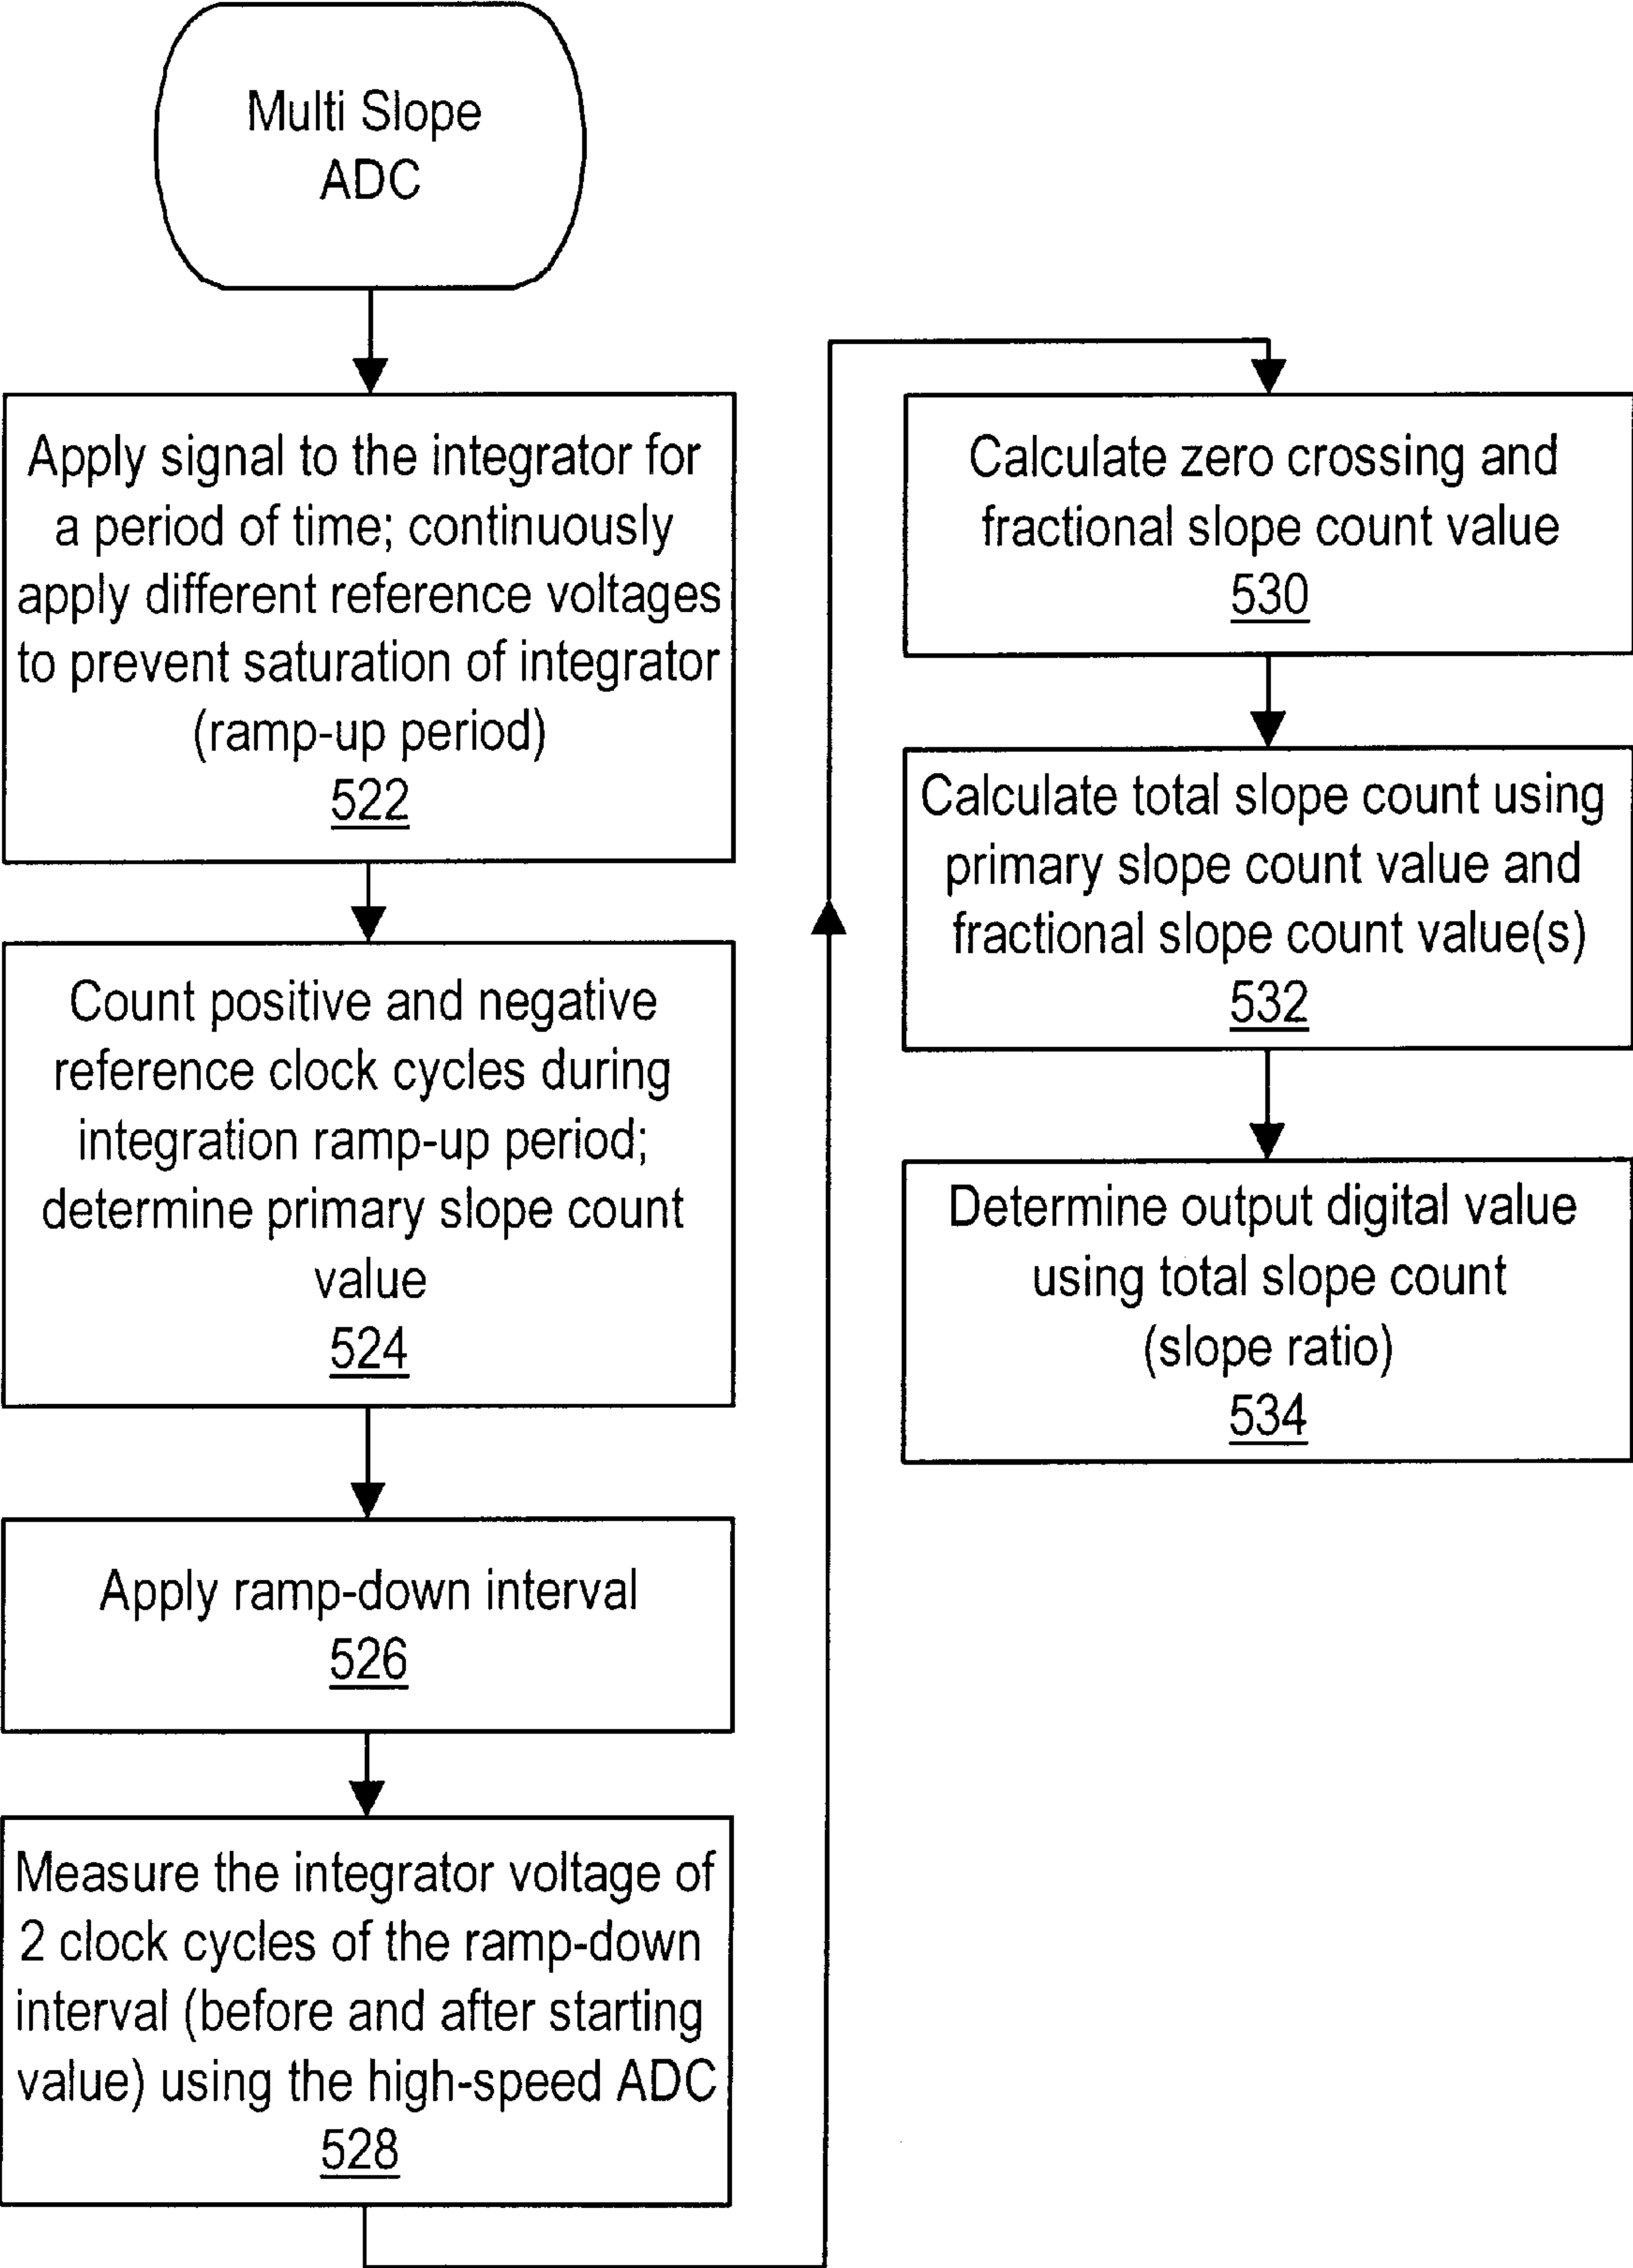 Multi Slope
ADC
Apply signal to the integrator for
a period of time; continuously
apply different reference voltages
to prevent saturation of integrator
(ramp-up period)
522
Count positive and negative
reference clock cycles during
integration ramp-up period;
determine primary slope count
value
524
Apply ramp-down interval
526
Measure the integrator voltage of
2 clock cycles of the ramp-down
interval (before and after starting
value) using the high-speed ADC
528
Calculate zero crossing and
fractional slope count value
530
Calculate total slope count using
primary slope count value and
fractional slope count value(s)
532
Determine output digital value
using total slope count
(slope ratio)
534